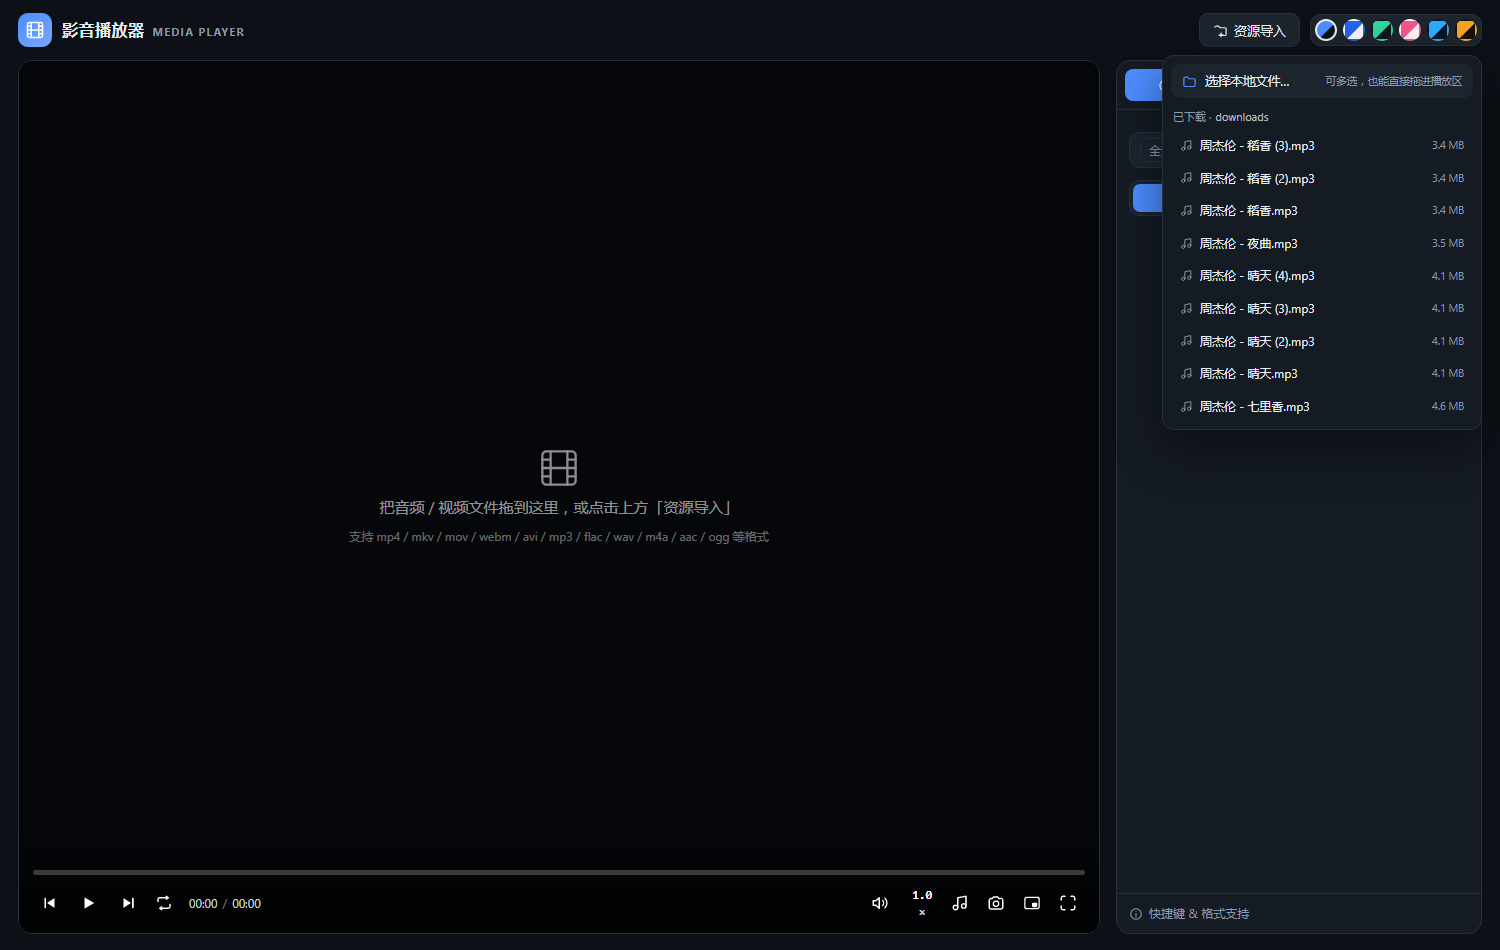 影音播放器 MEDIA PLAYER
资源导入
选择本地文件... 可多选，也能直接拖进播放区
已下载 · downloads
全
周杰伦 - 稻香 (3).mp3 3.4 MB
周杰伦 - 稻香 (2).mp3 3.4 MB
周杰伦 - 稻香.mp3 3.4 MB
周杰伦 - 夜曲.mp3 3.5 MB
周杰伦 - 晴天 (4).mp3 4.1 MB
周杰伦 - 晴天 (3).mp3 4.1 MB
周杰伦 - 晴天 (2).mp3 4.1 MB
周杰伦 - 晴天.mp3 4.1 MB
周杰伦 - 七里香.mp3 4.6 MB
把音频 / 视频文件拖到这里，或点击上方「资源导入」
支持 mp4 / mkv / mov / webm / avi / mp3 / flac / wav / m4a / aac / ogg 等格式
00:00 / 00:00
1.0
x
快捷键 & 格式支持